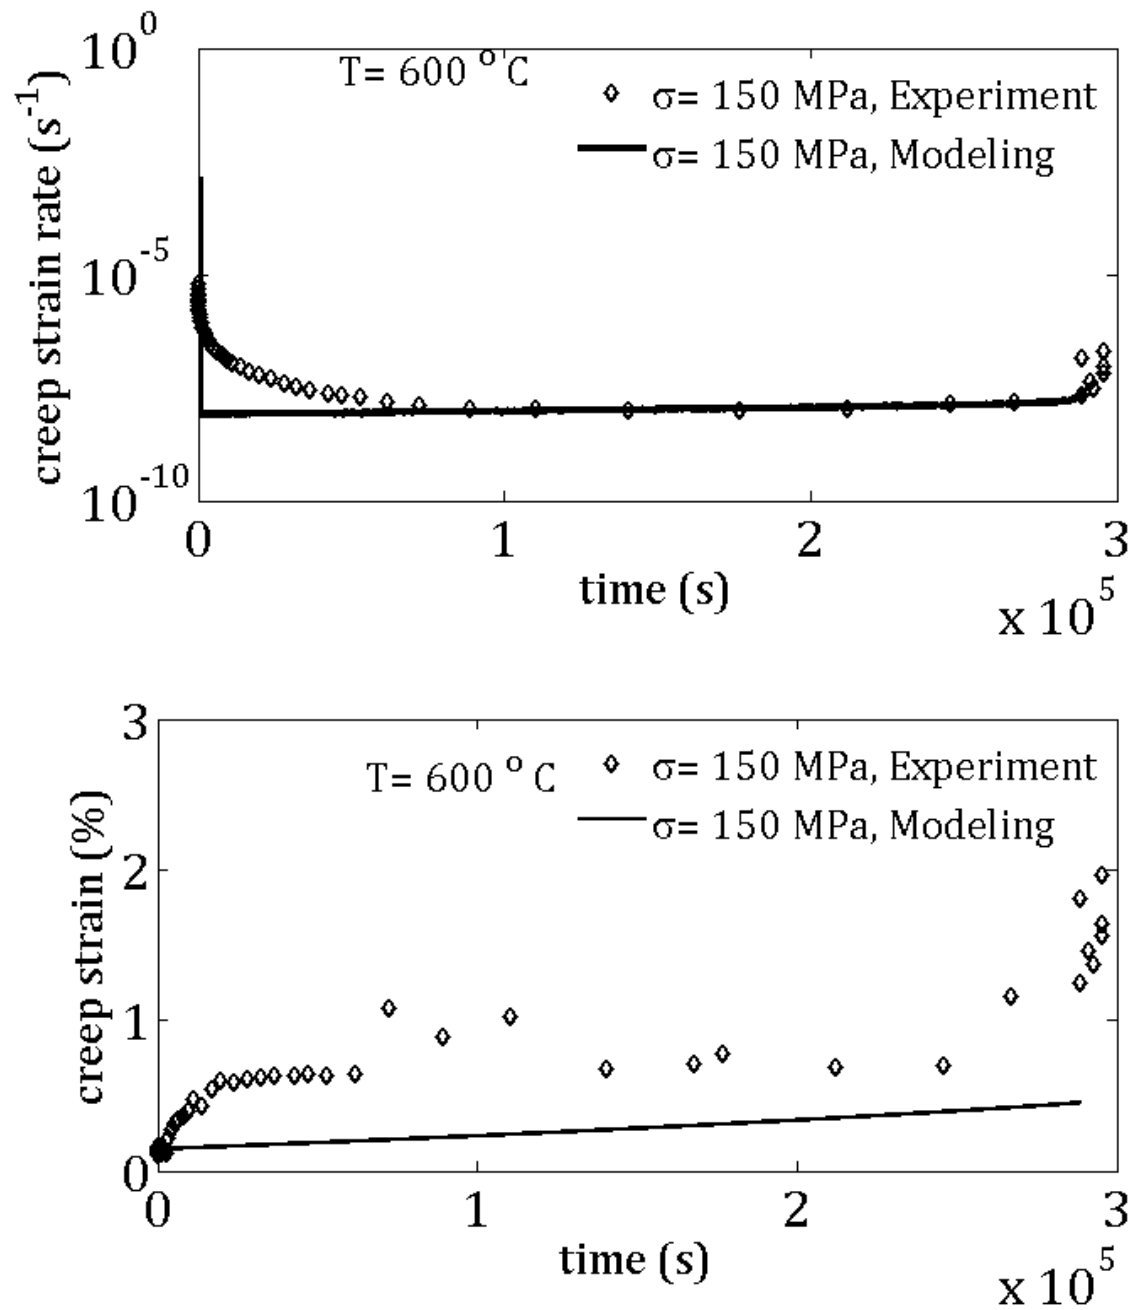 10^0
T= 600 °C
σ= 150 MPa, Experiment
σ= 150 MPa, Modeling
creep strain rate (s^-1)
10^-5
10^-10
0 1 2 3
time (s)
x 10^5
3
T= 600 °C
σ= 150 MPa, Experiment
σ= 150 MPa, Modeling
creep strain (%)
2
1
0
0 1 2 3
time (s)
x 10^5